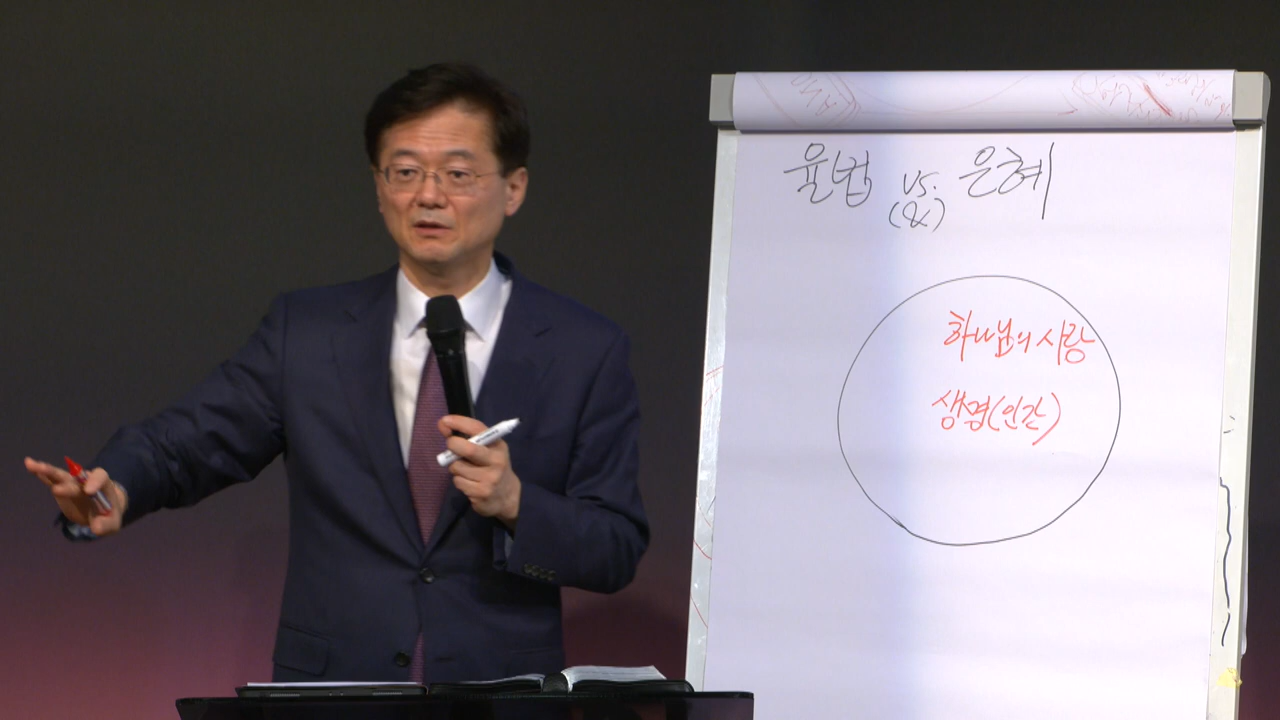 율법 vs. 은혜
(&)
하나님의 사랑
생명(인간)